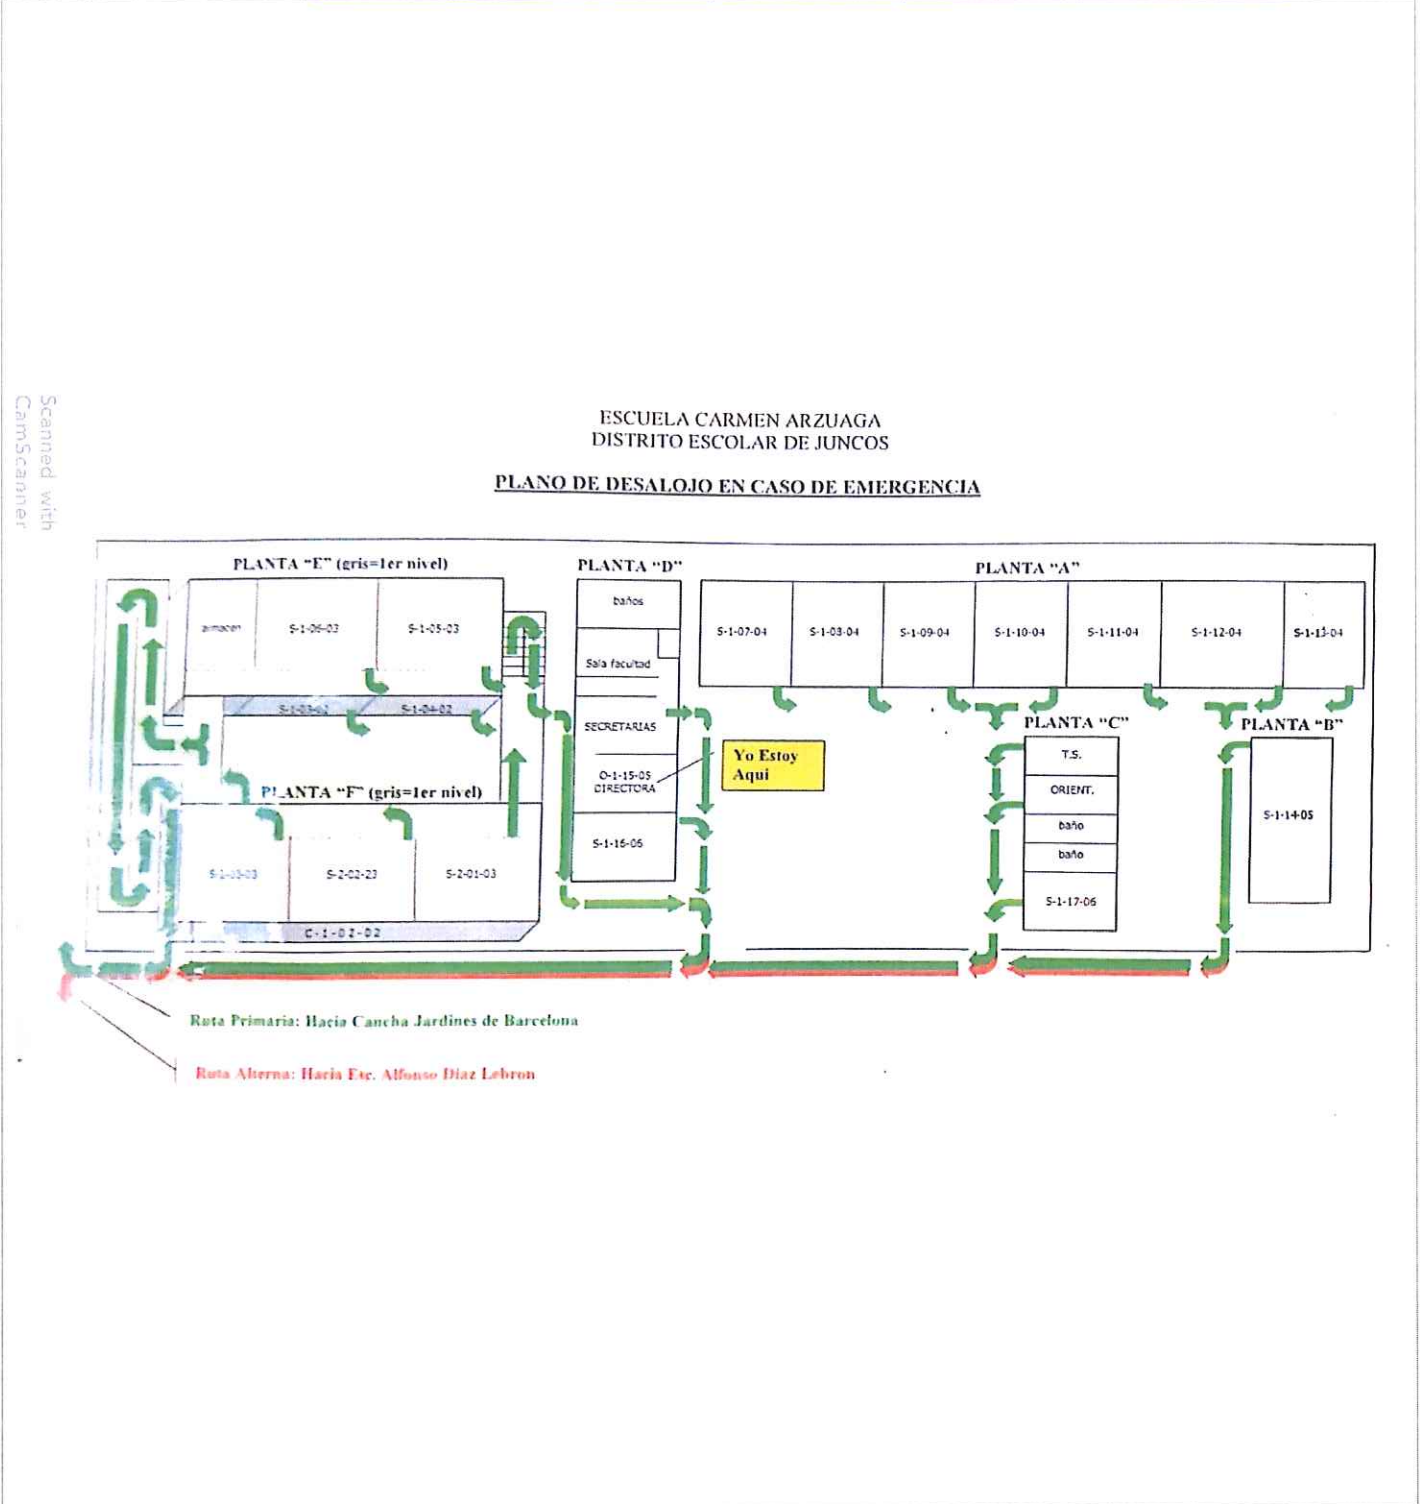 ESCUELA CARMEN ARZUAGA
DISTRITO ESCOLAR DE JUNCOS
PLANO DE DESALOJO EN CASO DE EMERGENCIA
Scanned with
CamScanner
PLANTA “E” (gris=1er nivel)
armacen
S-1-06-03
S-1-05-03
S-1-03-02
S-1-04-02
PLANTA “F” (gris=1er nivel)
S-2-02-23
S-2-01-03
C-1-02-02
PLANTA “D”
baños
Sala facultad
SECRETARIAS
O-1-15-05
DIRECTORA
S-1-16-06
Yo Estoy
Aqui
PLANTA “A”
S-1-07-04
S-1-08-04
S-1-09-04
S-1-10-04
S-1-11-04
S-1-12-04
S-1-13-04
PLANTA “C”
T.S.
ORIENT.
baño
baño
S-1-17-06
PLANTA “B”
S-1-14-05
Ruta Primaria: Hacia Cancha Jardines de Barcelona
Ruta Alterna: Hacia Esc. Alfonso Diaz Lebron